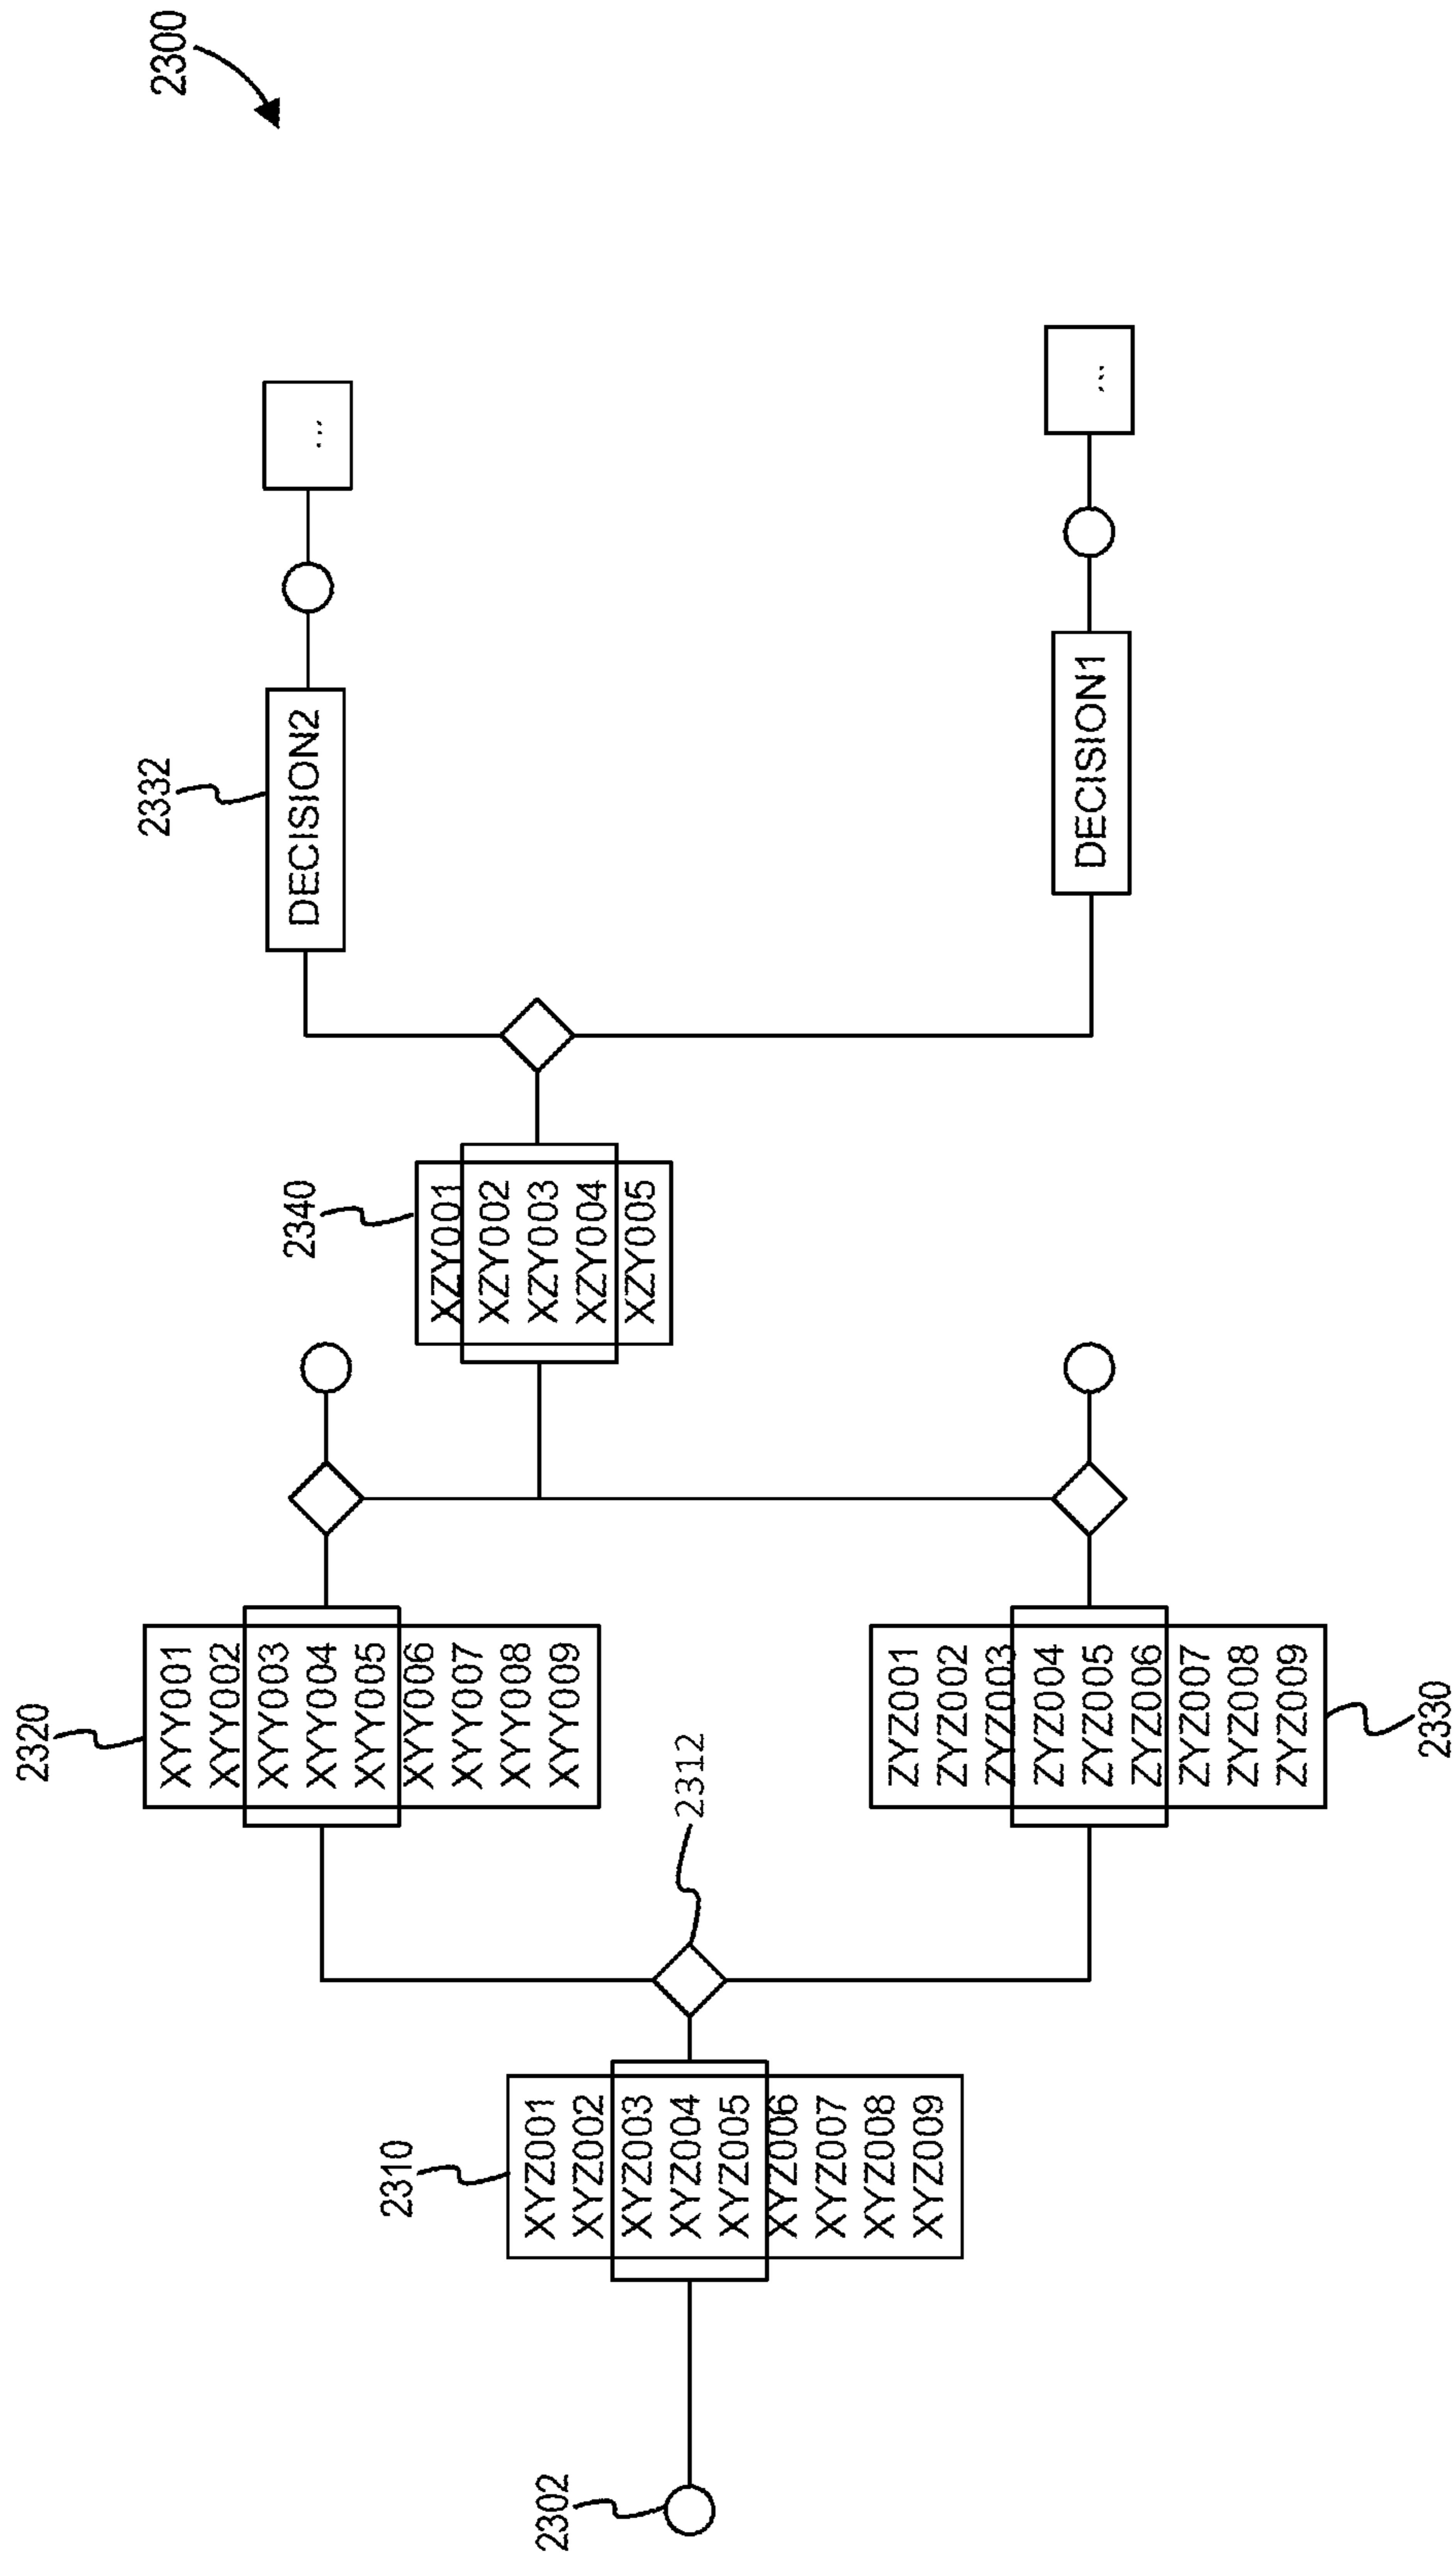 2300
2320
XYY001
XYY002
XYY003
XYY004
XYY005
XYY006
XYY007
XYY008
XYY009
2332
DECISION2
...
2340
XZY001
XZY002
XZY003
XZY004
XZY005
2310
XYZ001
XYZ002
XYZ003
XYZ004
XYZ005
XYZ006
XYZ007
XYZ008
XYZ009
2302
2312
ZYZ001
ZYZ002
ZYZ003
ZYZ004
ZYZ005
ZYZ006
ZYZ007
ZYZ008
ZYZ009
2330
DECISION1
...